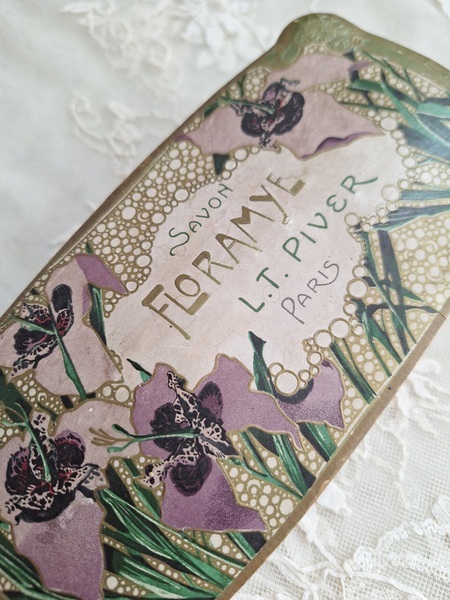 SAVON
FLORAMYE
L.T. PIVER
PARIS